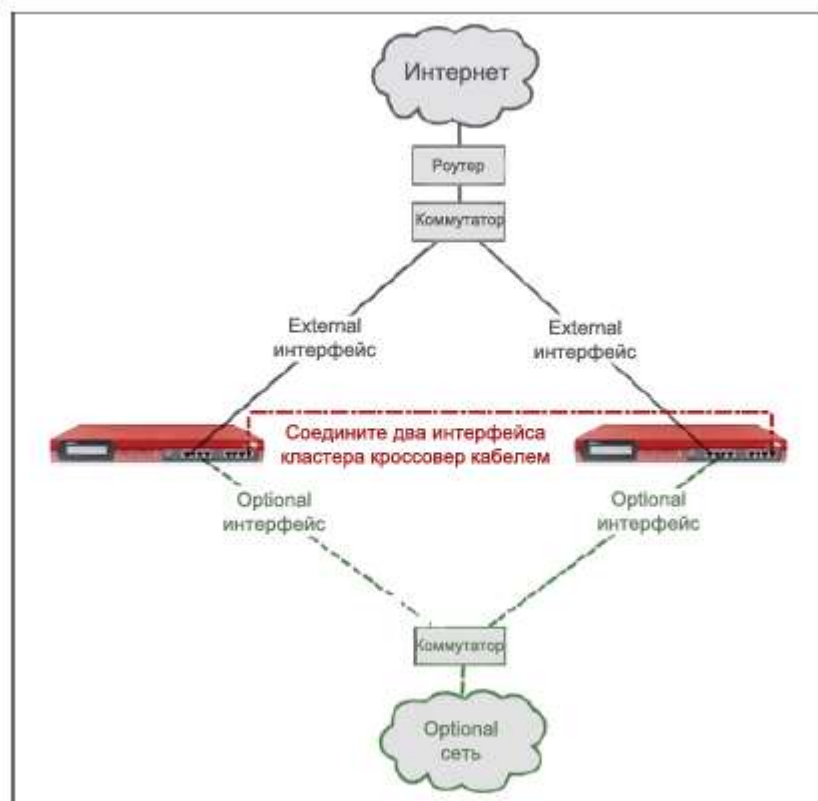 Интернет
Роутер
Коммутатор
External
интерфейс
External
интерфейс
Соедините два интерфейса
кластера кроссовер кабелем
Optional
интерфейс
Optional
интерфейс
Коммутатор
Optional
сеть